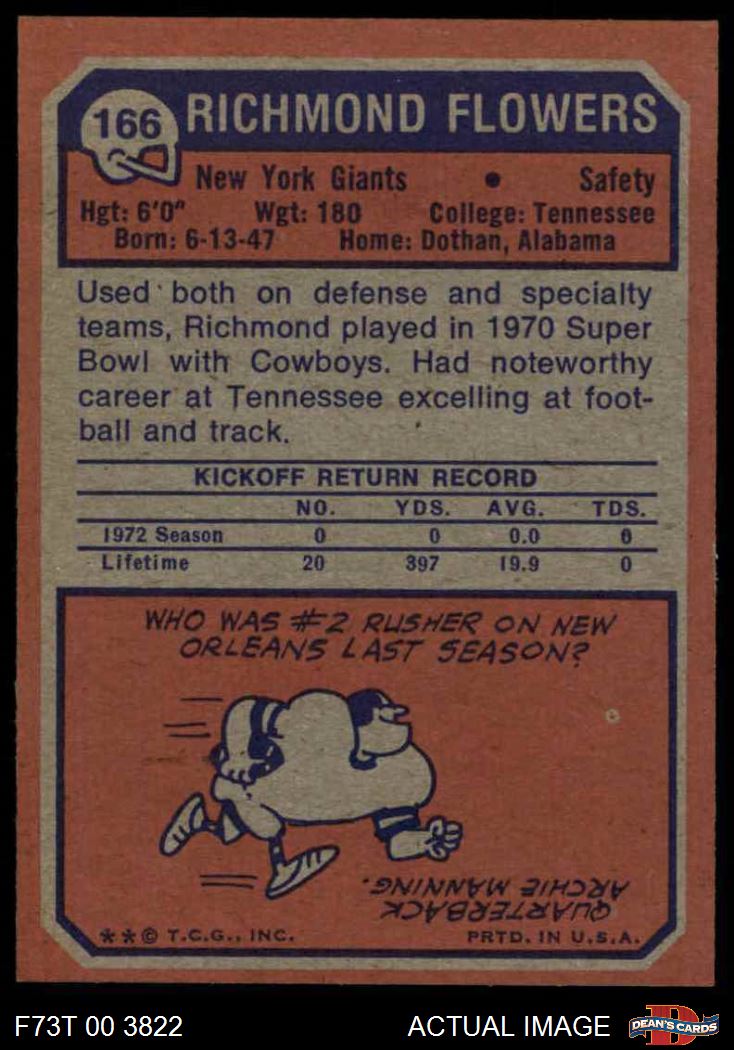 166
RICHMOND FLOWERS
New York Giants • Safety
Hgt: 6'0" Wgt: 180 College: Tennessee
Born: 6-13-47 Home: Dothan, Alabama
Used both on defense and specialty
teams, Richmond played in 1970 Super
Bowl with Cowboys. Had noteworthy
career at Tennessee excelling at foot-
ball and track.
KICKOFF RETURN RECORD
NO. YDS. AVG. TDS.
1972 Season 0 0 0.0 0
Lifetime 20 397 19.9 0
WHO WAS #2 RUSHER ON NEW
ORLEANS LAST SEASON?
QUARTERBACK
ARCHIE MANNING.
**© T.C.G., INC. PRTD. IN U.S.A.
F73T 00 3822 ACTUAL IMAGE
D
DEAN'S CARDS